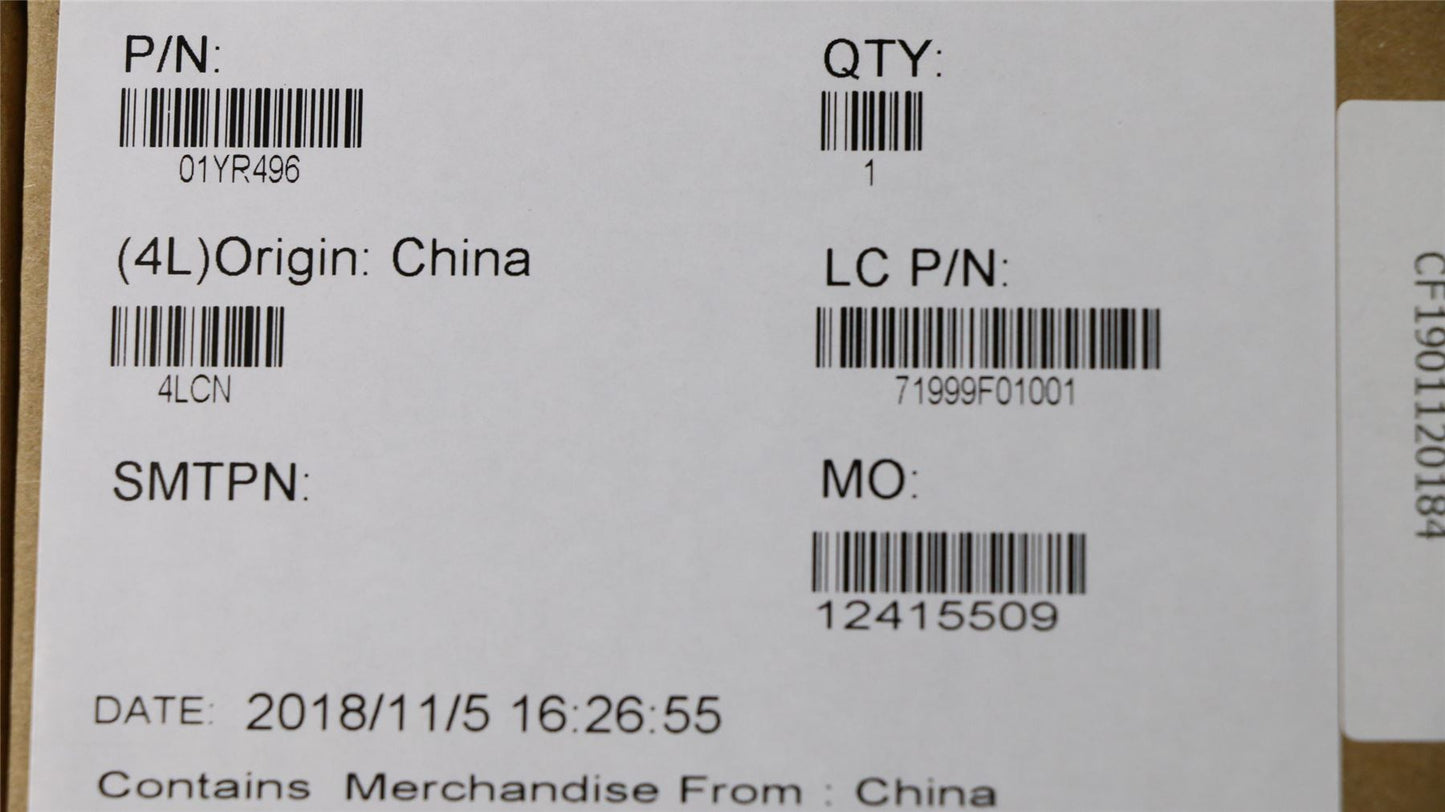 P/N:
01YR496
QTY:
1
(4L)Origin: China
4LCN
LC P/N:
71999F01001
SMTPN:
MO:
12415509
DATE: 2018/11/5 16:26:55
Contains Merchandise From : China
CF1901120184